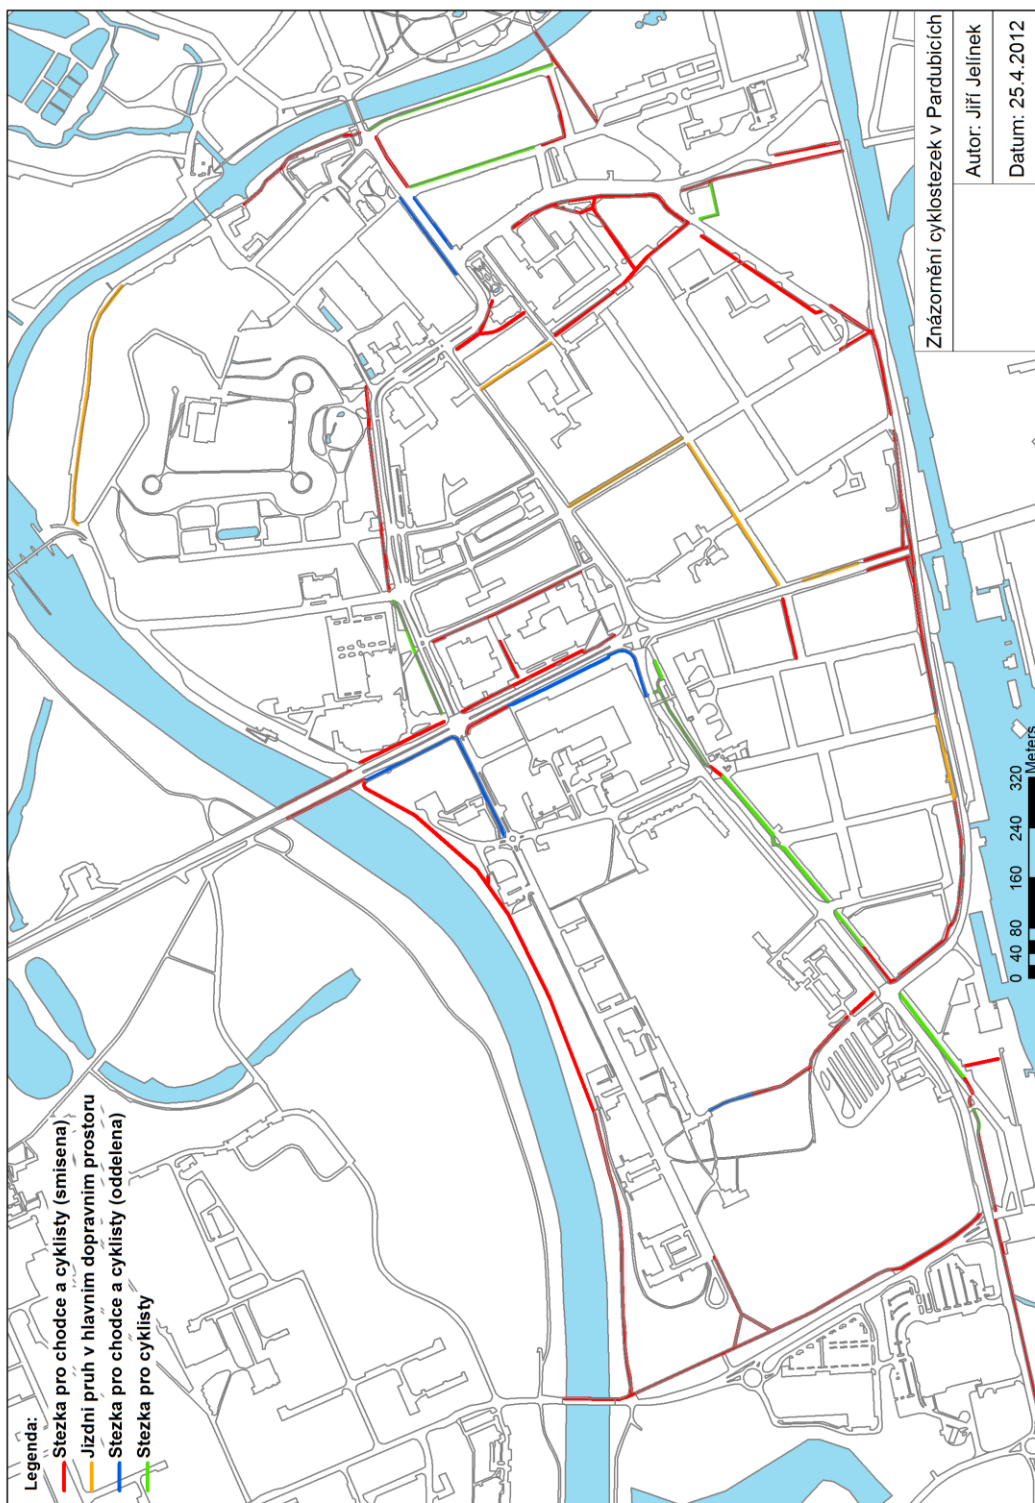 Legenda:
Stezka pro chodce a cyklisty (smisena)
Jizdni pruh v hlavnim dopravnim prostoru
Stezka pro chodce a cyklisty (oddelena)
Stezka pro cyklisty
0 40 80 160 240 320
Meters
Znázornění cyklostezek v Pardubicích
Autor: Jiří Jelínek
Datum: 25.4.2012